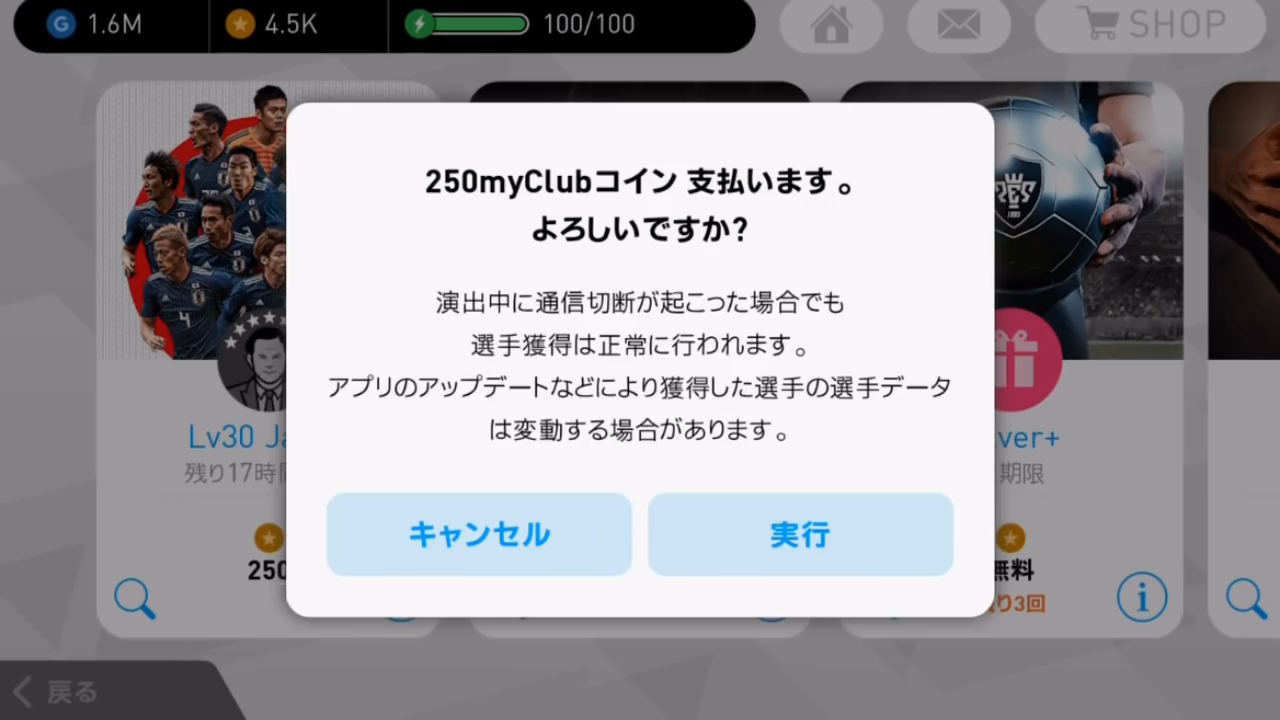 G 1.6M
4.5K
100/100
SHOP
250myClubコイン 支払います。
よろしいですか?
演出中に通信切断が起こった場合でも
選手獲得は正常に行われます。
アプリのアップデートなどにより獲得した選手の選手データ
は変動する場合があります。
キャンセル
実行
Lv30 Ja
残り17時間
250
ver+
期限
無料
り3回
i
4
PES
戻る